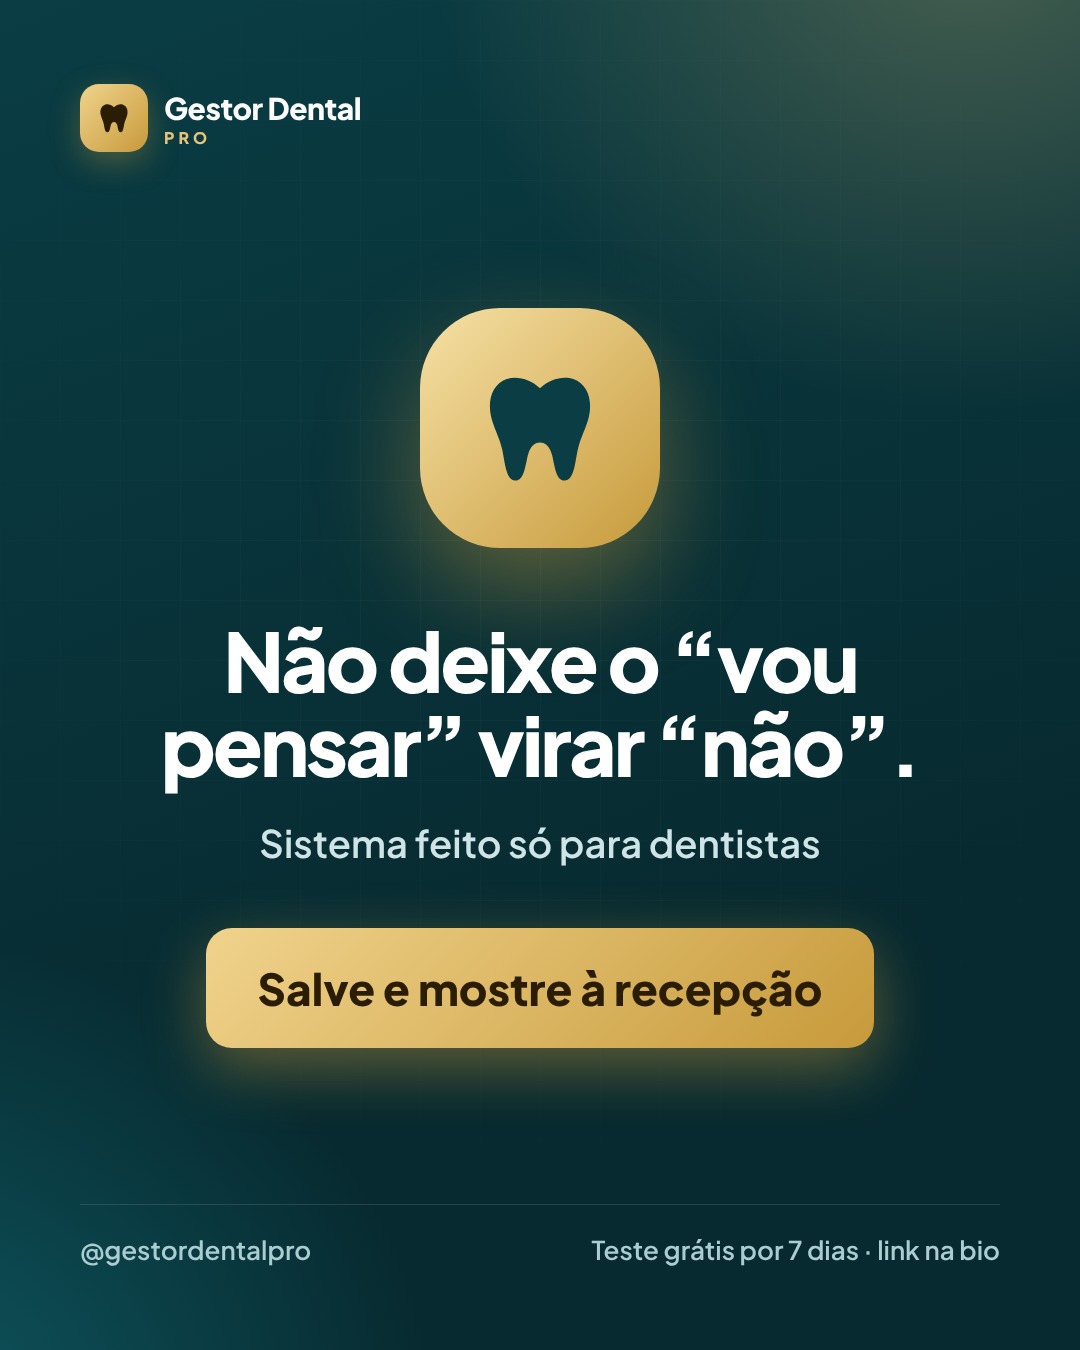 Gestor Dental
PRO
Não deixe o “vou
pensar” virar “não”.
Sistema feito só para dentistas
Salve e mostre à recepção
@gestordentalpro
Teste grátis por 7 dias · link na bio